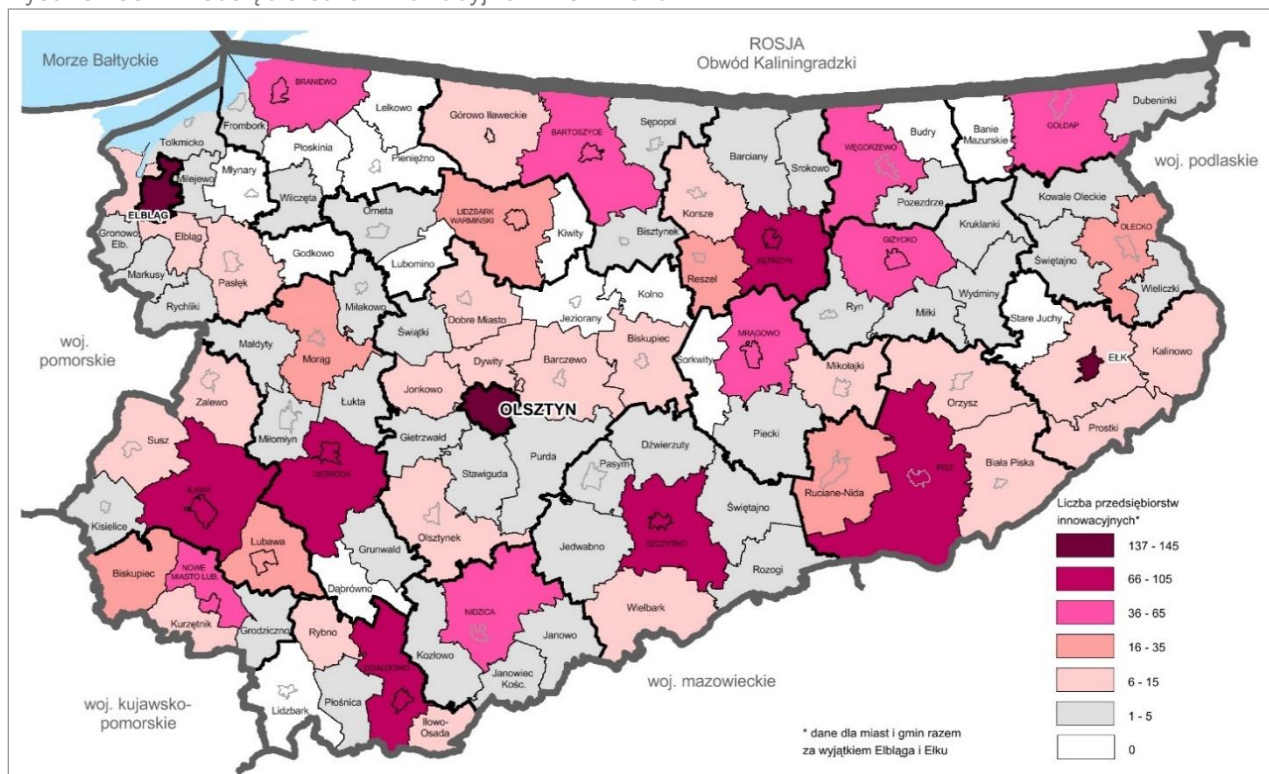 Morze Bałtyckie
ROSJA
Obwód Kaliningradzki
BRANIEWO
Lelkowo
Frombork
Górowo Iławeckie
BARTOSZYCE
Sępopol
Barciany
Srokowo
WĘGORZEWO
Budry
Banie
Mazurskie
GOŁDAP
Dubeninki
Tolkmicko
Płoskinia
Pieniężno
woj. podlaskie
Młynary
Milejewo
Wilczęta
ELBLĄG
Orneta
LIDZBARK
WARMIŃSKI
Kiwity
Bisztynek
Korsze
KĘTRZYN
Pozezdrze
Kruklanki
GIŻYCKO
Kowale Oleckie
OLECKO
Świętajno
Wieliczki
Gronowo
Elb.
Elbląg
Markusy
Pasłęk
Rychliki
Godkowo
Lubomino
Reszel
Kolno
Jeziorany
Miłakowo
Świątki
Dobre Miasto
Ryn
Miłki
Wydminy
Stare Juchy
woj.
pomorskie
Małdyty
Morąg
Dywity
Barczewo
Biskupiec
Sorkwity
MRĄGOWO
Mikołajki
EŁK
Kalinowo
Zalewo
Łukta
Jonkowo
OLSZTYN
Orzysz
Prostki
Susz
Miłomłyn
Gietrzwałd
Purda
Dźwierzuty
Piecki
OSTRÓDA
Stawiguda
Pasym
Ruciane-Nida
PISZ
Biała Piska
IŁAWA
Kisielice
Olsztynek
Świętajno
SZCZYTNO
Jedwabno
Rozogi
Lubawa
Grunwald
Dąbrówno
Biskupiec
NOWE
MIASTO LUB.
Kurzętnik
Grodziczno
Rybno
NIDZICA
Wielbark
DZIAŁDOWO
Kozłowo
Janowo
Janowiec
Kośc.
Lidzbark
Płośnica
Iłowo-
Osada
woj. kujawsko-
pomorskie
woj. mazowieckie
Liczba przedsiębiorstw
innowacyjnych*
137 - 145
66 - 105
36 - 65
16 - 35
6 - 15
1 - 5
0
* dane dla miast i gmin razem
za wyjątkiem Elbląga i Ełku